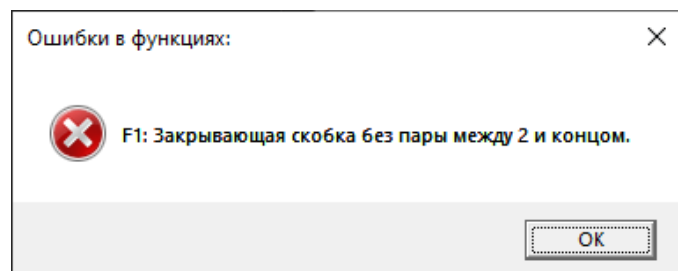 Ошибки в функциях:
F1: Закрывающая скобка без пары между 2 и концом.
OK